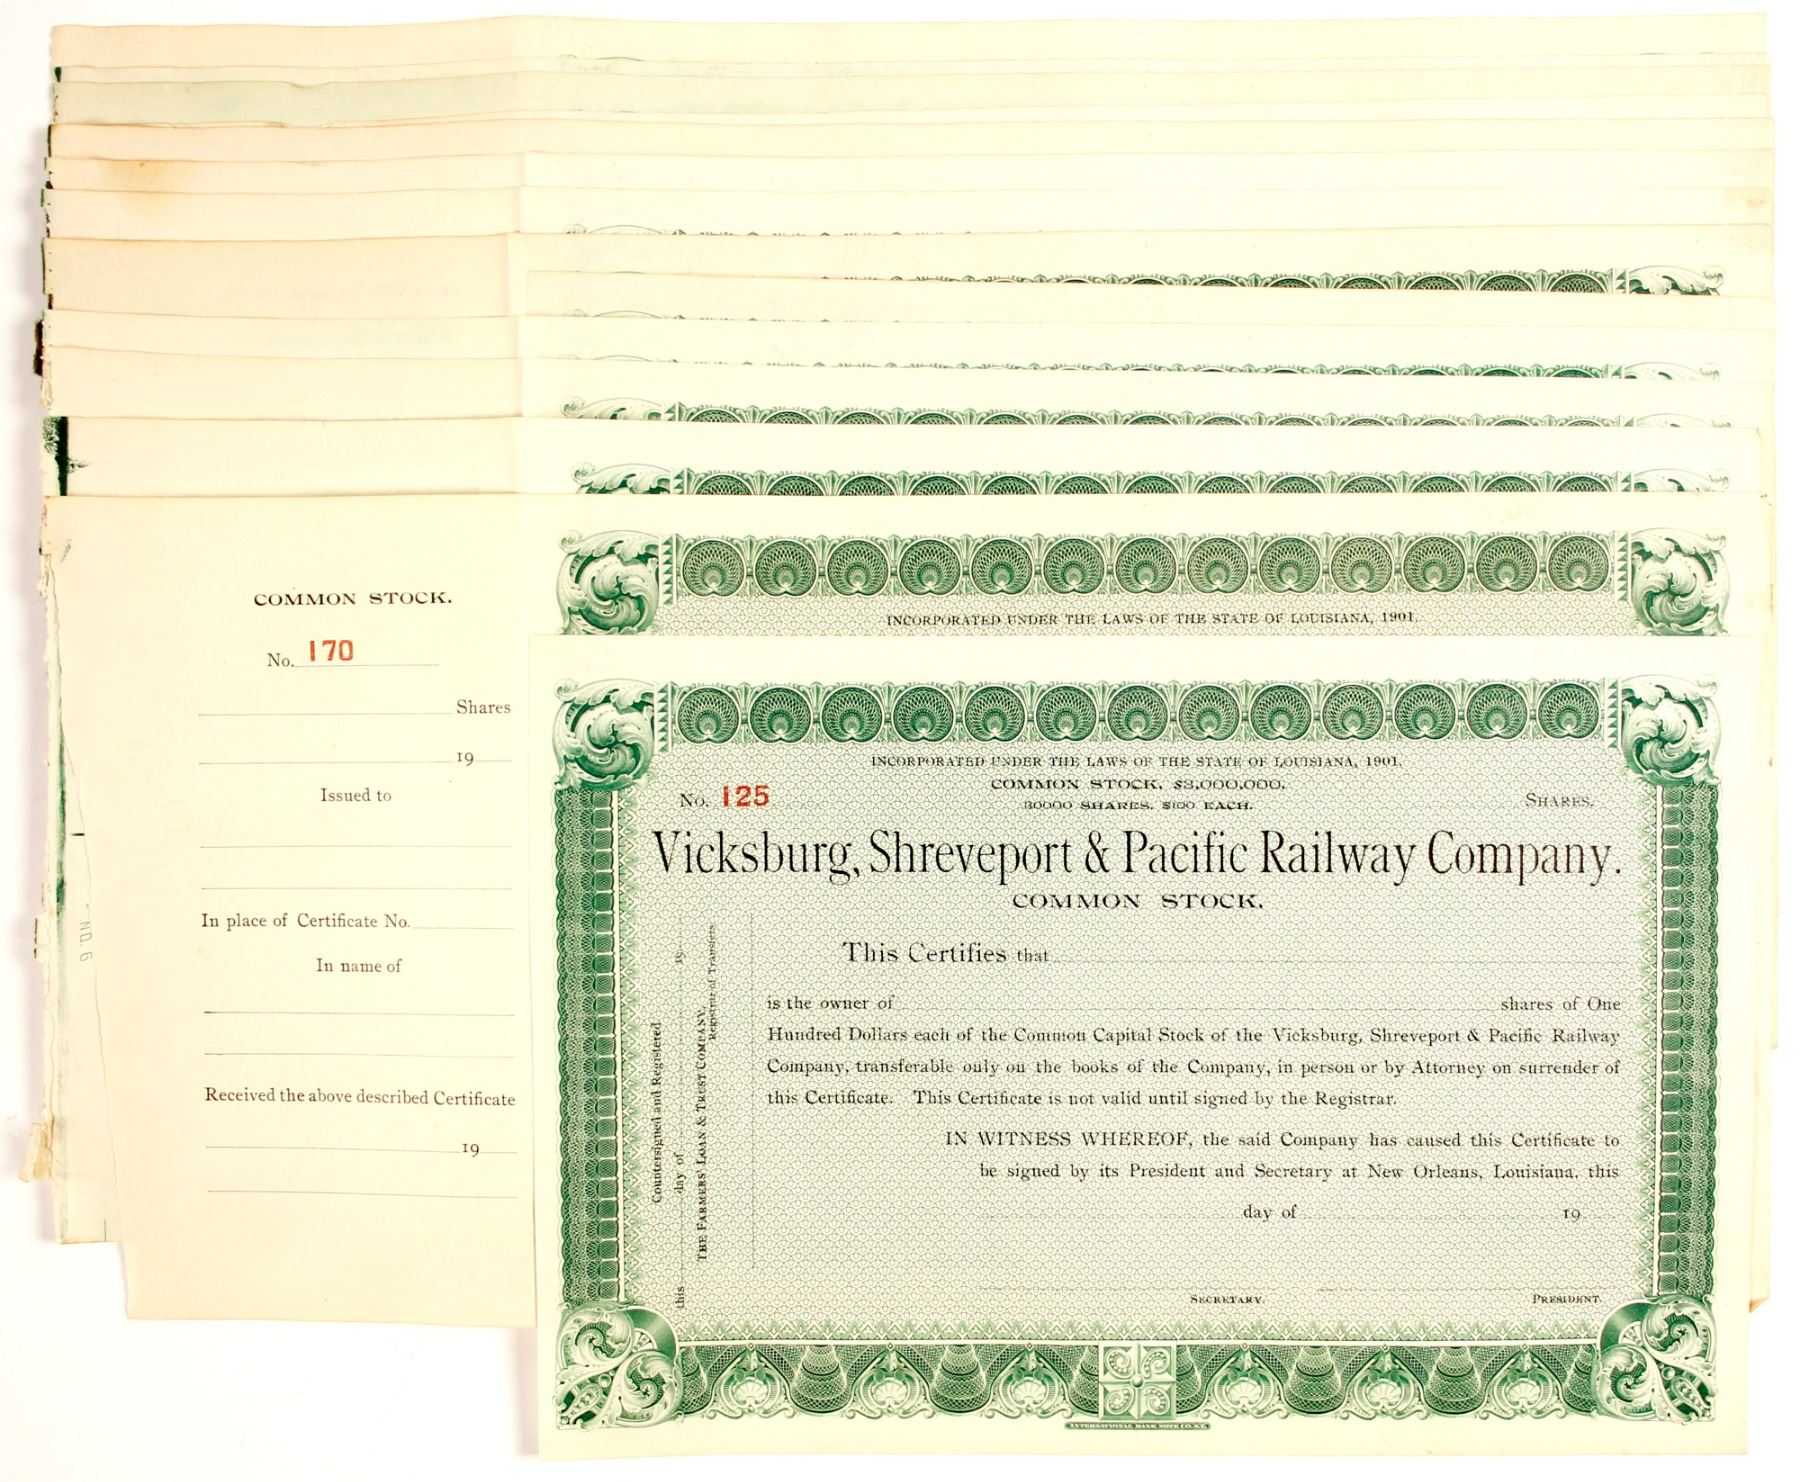 COMMON STOCK.
No. 170
Shares
19
Issued to
In place of Certificate No.
In name of
Received the above described Certificate
19
NO. 6
INCORPORATED UNDER THE LAWS OF THE STATE OF LOUISIANA, 1901.
INCORPORATED UNDER THE LAWS OF THE STATE OF LOUISIANA, 1901.
COMMON STOCK, $3,000,000.
No. 125
30000 SHARES, $100 EACH.
SHARES.
Vicksburg, Shreveport & Pacific Railway Company.
COMMON STOCK.
This Certifies that
is the owner of shares of One
Hundred Dollars each of the Common Capital Stock of the Vicksburg, Shreveport & Pacific Railway
Company, transferable only on the books of the Company, in person or by Attorney on surrender of
this Certificate. This Certificate is not valid until signed by the Registrar.
IN WITNESS WHEREOF, the said Company has caused this Certificate to
be signed by its President and Secretary at New Orleans, Louisiana, this
day of 19
SECRETARY. PRESIDENT.
Countersigned and Registered
this day of 19
THE FARMERS' LOAN & TRUST COMPANY,
Registrar of Transfers.
INTERNATIONAL BANK NOTE CO. N.Y.